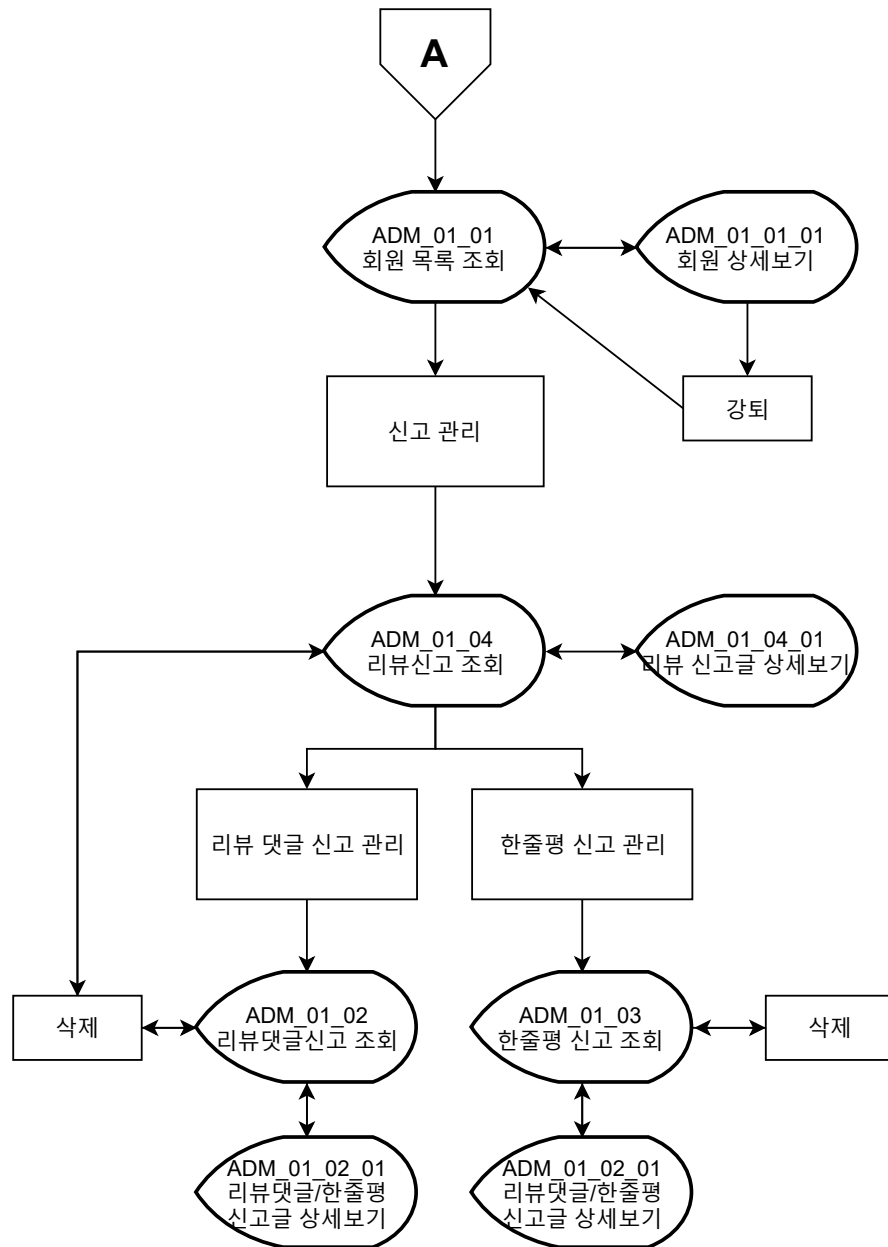 A
ADM_01_01
회원 목록 조회
ADM_01_01_01
회원 상세보기
신고 관리
강퇴
ADM_01_04
리뷰신고 조회
ADM_01_04_01
리뷰 신고글 상세보기
리뷰 댓글 신고 관리
한줄평 신고 관리
삭제
ADM_01_02
리뷰댓글신고 조회
ADM_01_03
한줄평 신고 조회
삭제
ADM_01_02_01
리뷰댓글/한줄평
신고글 상세보기
ADM_01_02_01
리뷰댓글/한줄평
신고글 상세보기